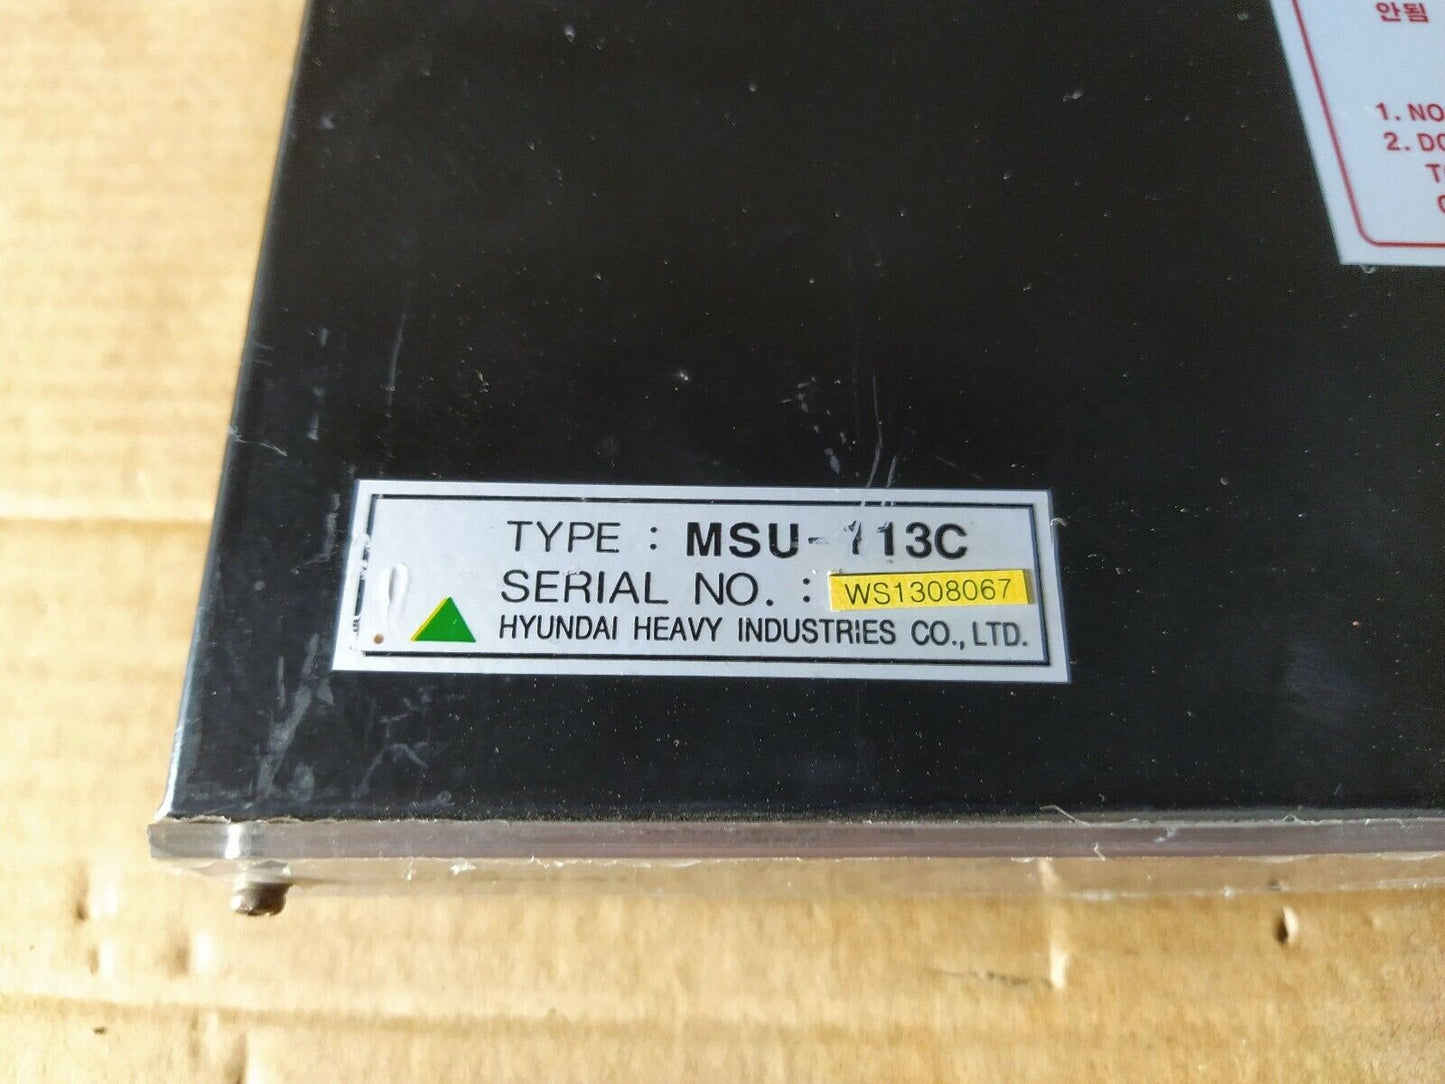 안됨
1. NO
2. DO
TYPE : MSU-113C
SERIAL NO. : WS1308067
HYUNDAI HEAVY INDUSTRIES CO., LTD.